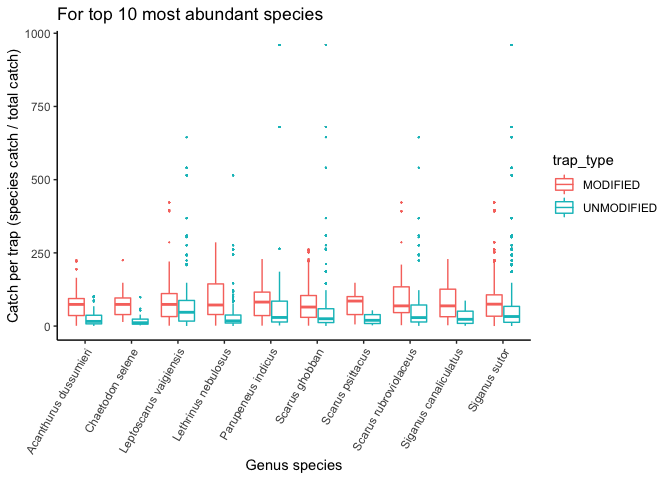 For top 10 most abundant species
Catch per trap (species catch / total catch)
1000
750
500
250
0
trap_type
MODIFIED
UNMODIFIED
Acanthurus dussumieri
Chaetodon selene
Leptoscarus vaigiensis
Lethrinus nebulosus
Parupeneus indicus
Scarus ghobban
Scarus psittacus
Scarus rubroviolaceus
Siganus canaliculatus
Siganus sutor
Genus species